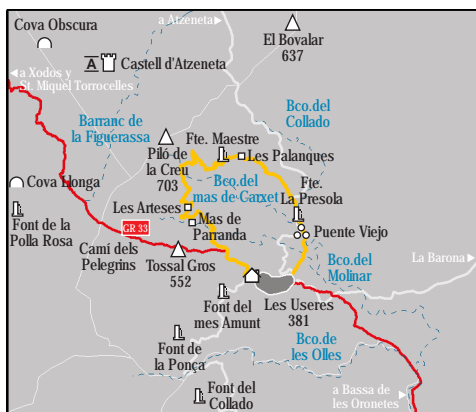 Cova Obscura
a Atzeneta
El Bovalar
637
A
Castell d'Atzeneta
a Xodos y
St. Miquel Torrocelles
Barranc de
la Figuerassa
Bco.del
Collado
Fte. Maestre
Piló de
la Creu
703
Les Palanques
Bco.del
mas de Carxet
Fte.
La Presola
Cova Llonga
Les Arteses
Mas de
Parranda
Font de la
Polla Rosa
GR 33
Puente Viejo
Camí dels
Pelegrins
Tossal Gros
552
Bco.del
Molinar
La Barona
Font del
mes Amunt
Les Useres
381
Font de
la Ponça
Bco.de
les Olles
Font del
Collado
a Bassa de
les Oronetes